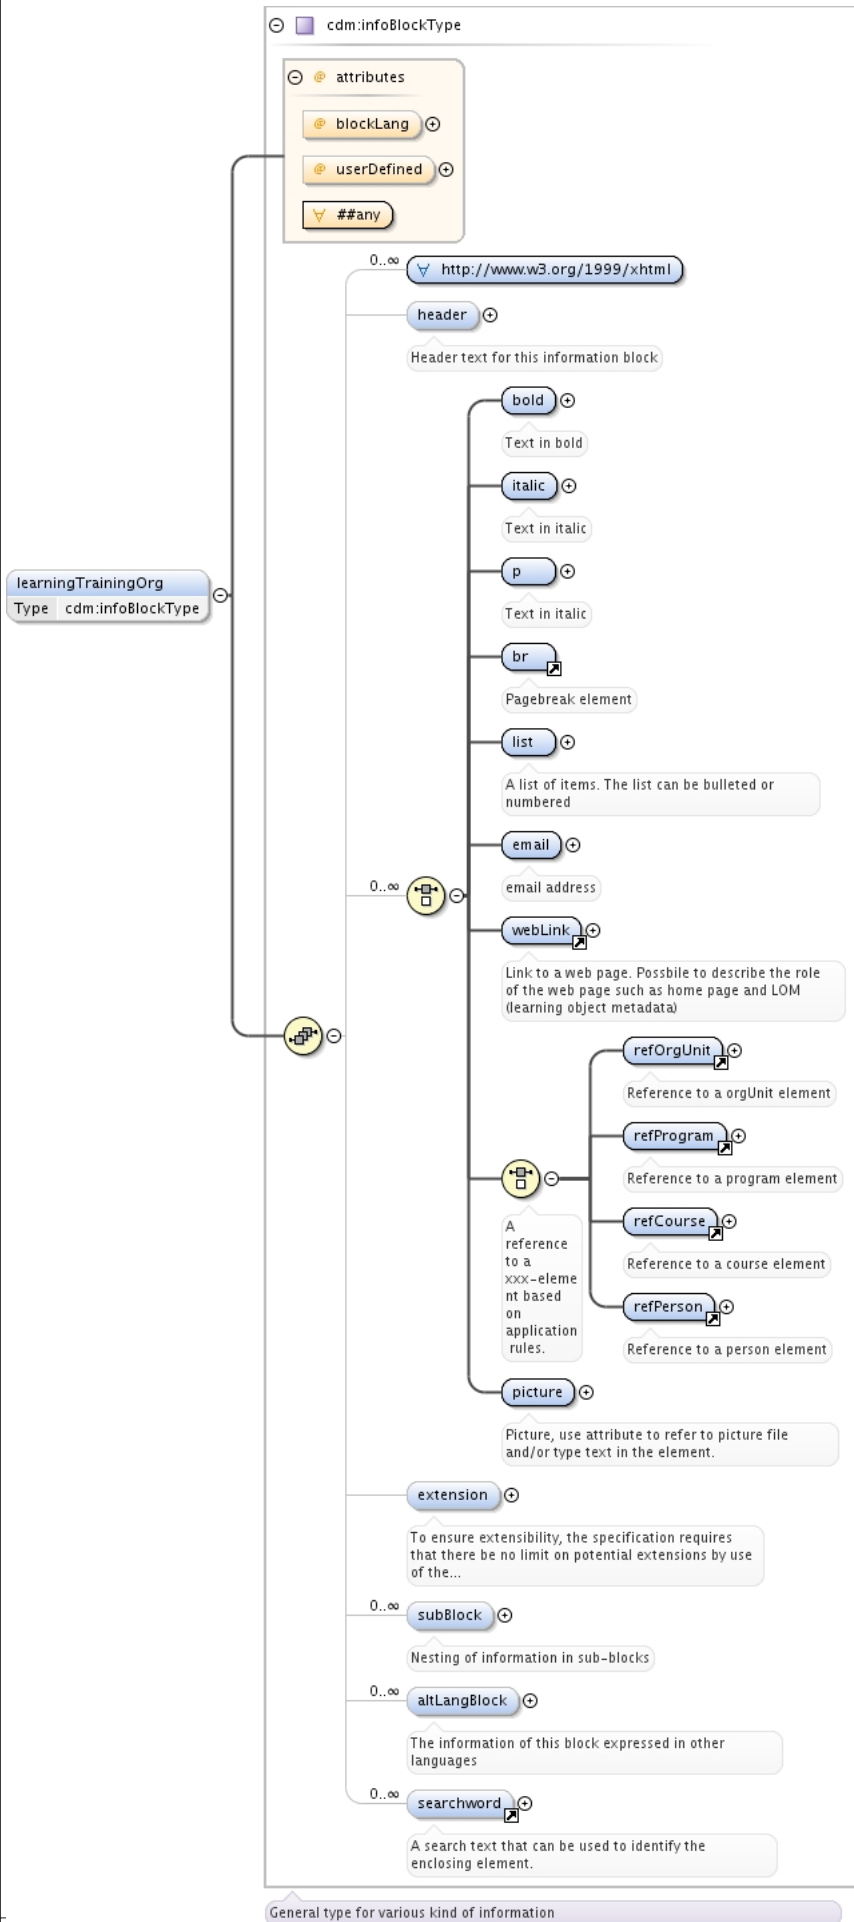 cdm:infoBlockType
@ attributes
@ blockLang
@ userDefined
∀ ##any
0..∞
∀ http://www.w3.org/1999/xhtml
header
Header text for this information block
bold
Text in bold
italic
Text in italic
p
Text in italic
learningTrainingOrg
Type cdm:infoBlockType
br
Pagebreak element
list
A list of items. The list can be bulleted or
numbered
email
0..∞
email address
webLink
Link to a web page. Possbile to describe the role
of the web page such as home page and LOM
(learning object metadata)
refOrgUnit
Reference to a orgUnit element
refProgram
Reference to a program element
A
reference
to a
xxx-eleme
nt based
on
application
rules.
refCourse
Reference to a course element
refPerson
Reference to a person element
picture
Picture, use attribute to refer to picture file
and/or type text in the element.
extension
To ensure extensibility, the specification requires
that there be no limit on potential extensions by use
of the...
0..∞
subBlock
Nesting of information in sub-blocks
0..∞
altLangBlock
The information of this block expressed in other
languages
0..∞
searchword
A search text that can be used to identify the
enclosing element.
General type for various kind of information